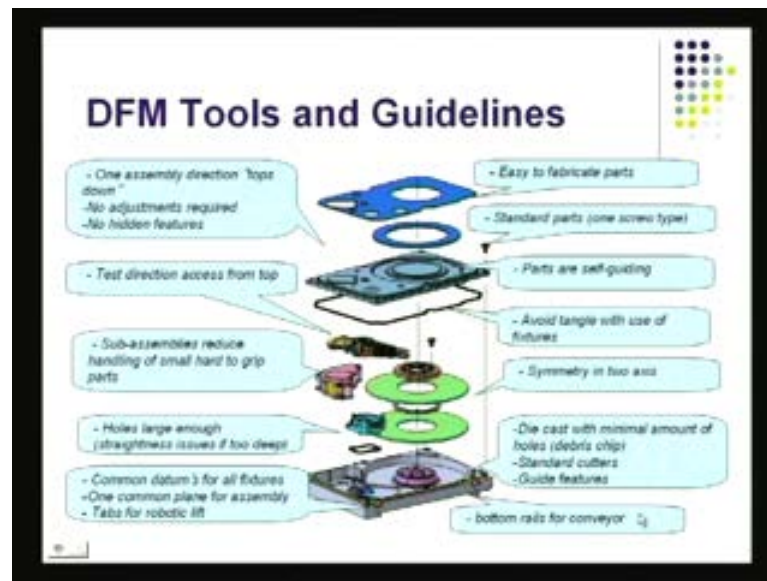 DFM Tools and Guidelines
- One assembly direction "tops
down"
-No adjustments required
-No hidden features
- Easy to fabricate parts
- Standard parts (one screw type)
- Test direction access from top
- Parts are self-guiding
- Sub-assemblies reduce
handling of small hard to grip
parts
- Avoid tangle with use of
fixtures
- Symmetry in two axis
- Holes large enough
(straightness issues if too deep)
-Die cast with minimal amount of
holes (debris chip)
-Standard cutters
-Guide features
- Common datum's for all fixtures
-One common plane for assembly
- Tabs for robotic lift
- bottom rails for conveyor